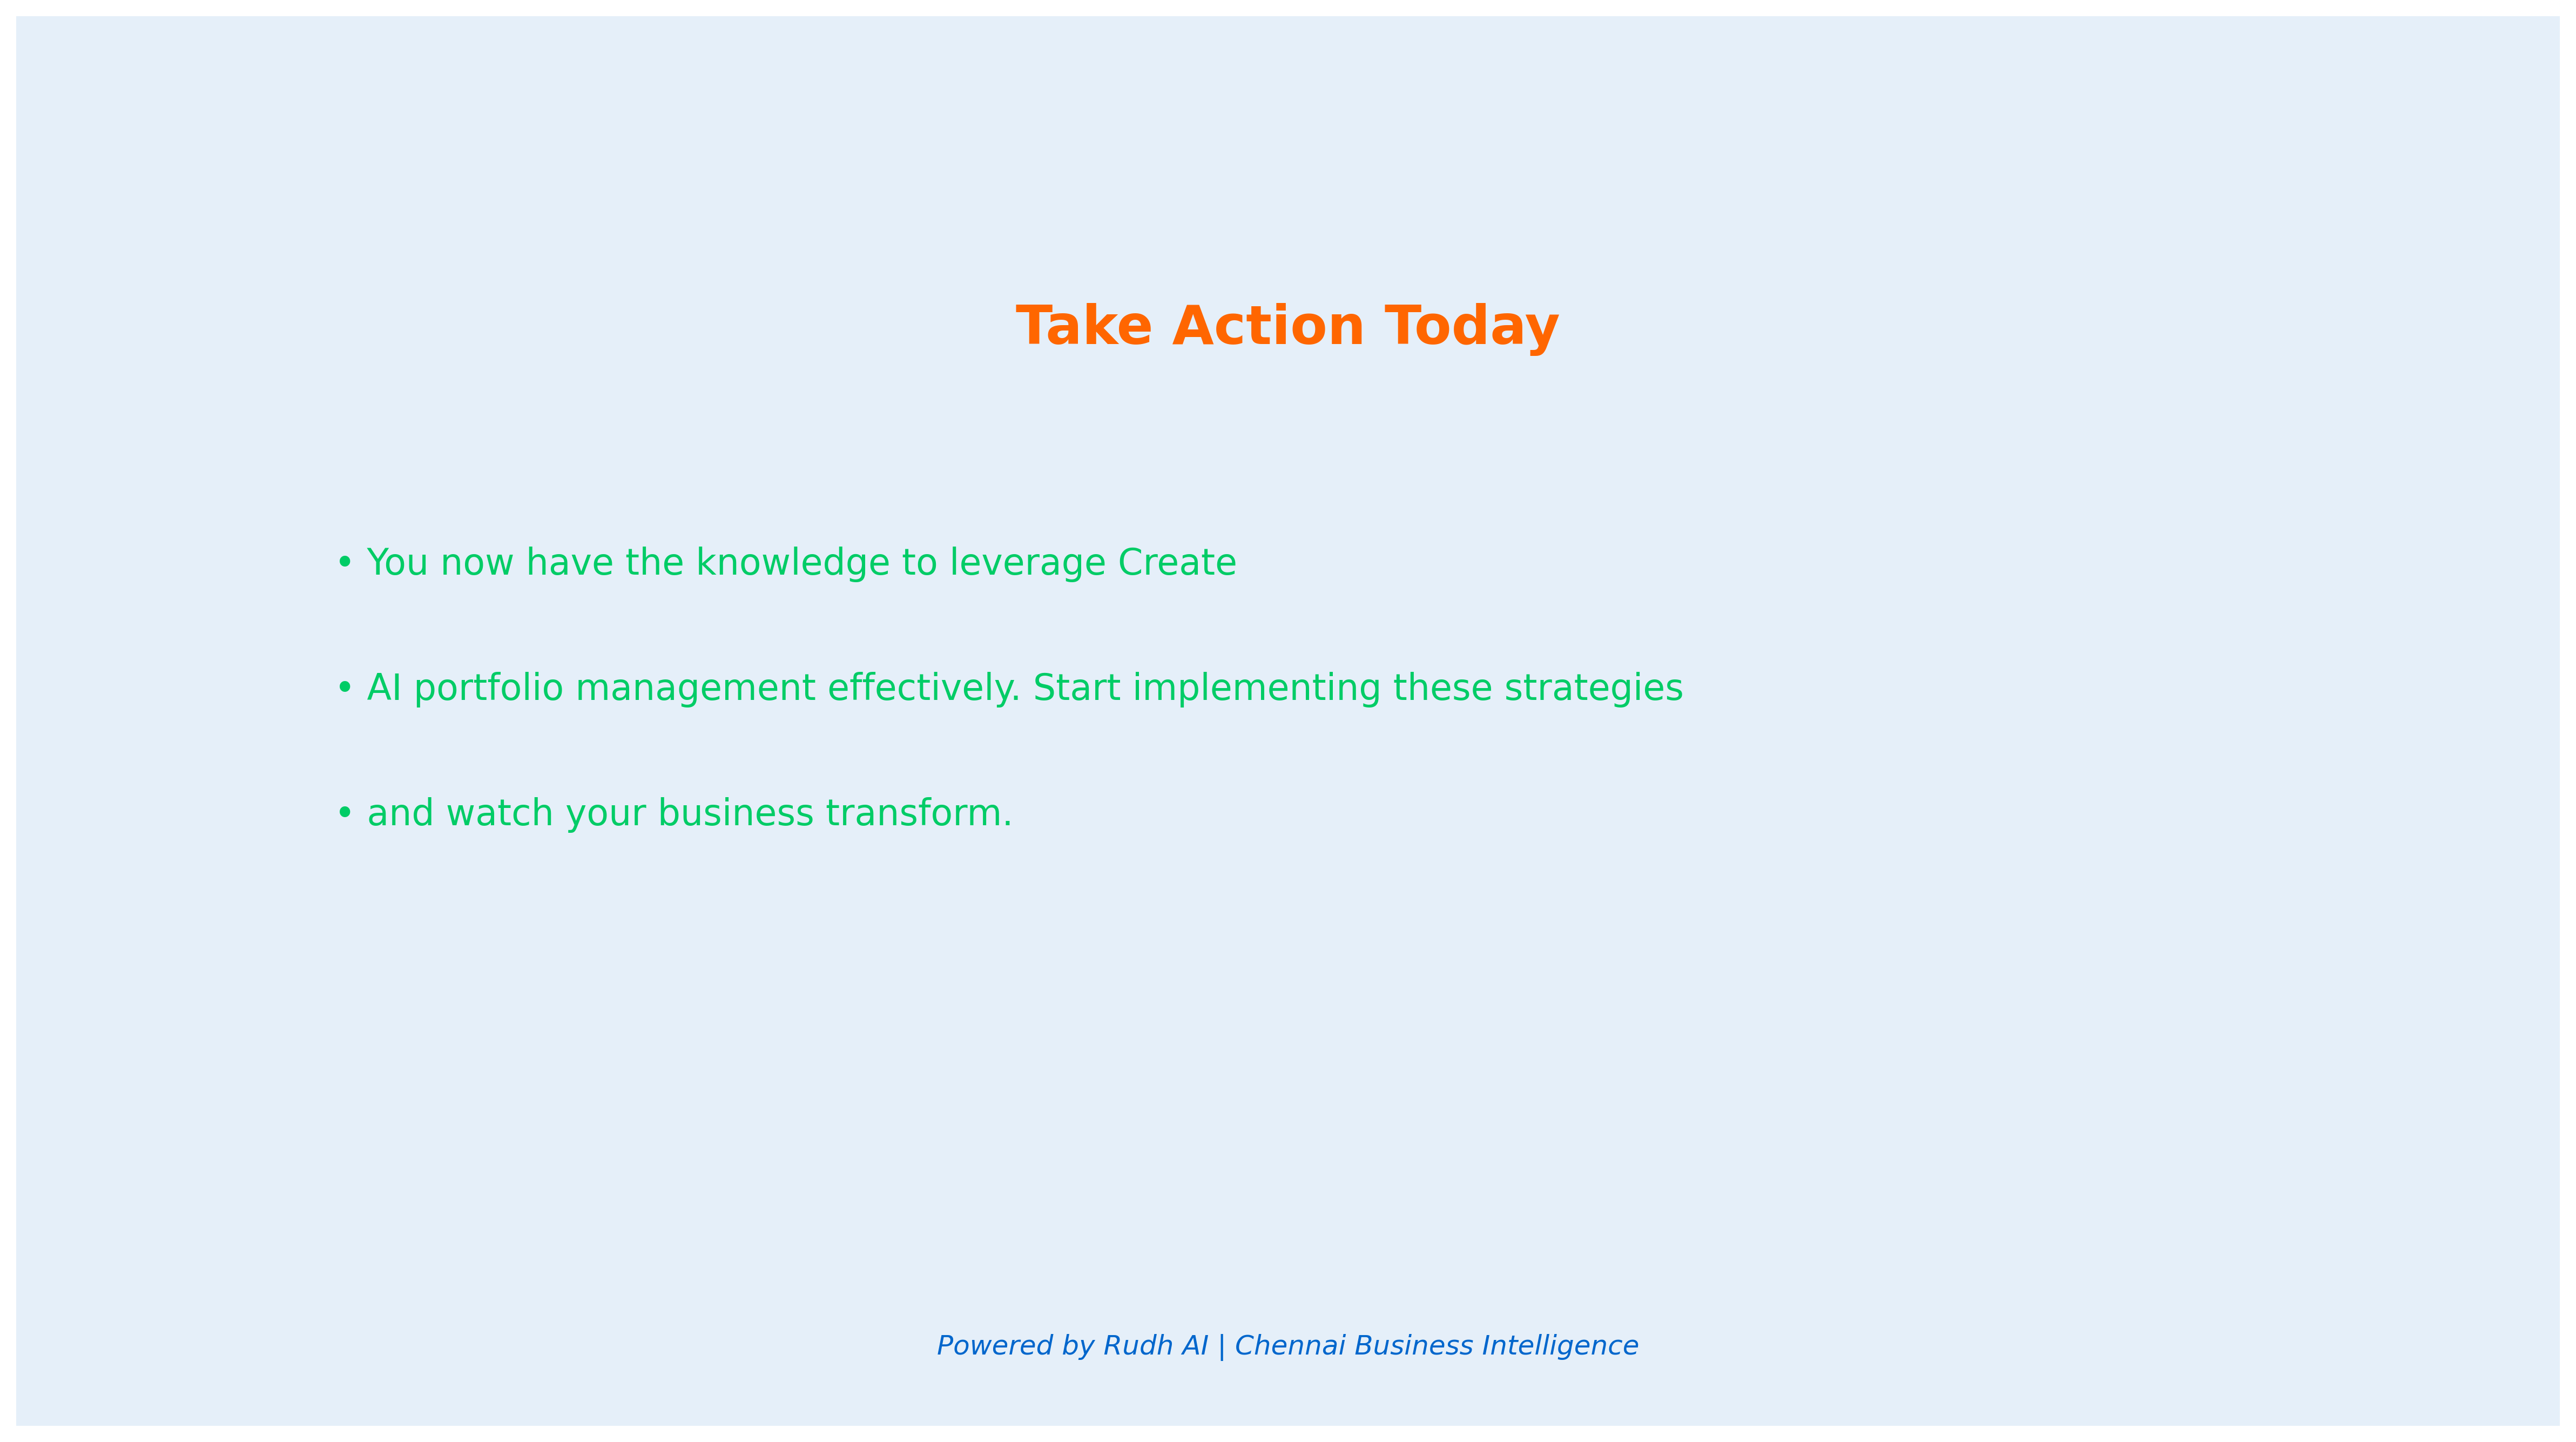 Take Action Today
• You now have the knowledge to leverage Create
• AI portfolio management effectively. Start implementing these strategies
• and watch your business transform.
Powered by Rudh AI | Chennai Business Intelligence